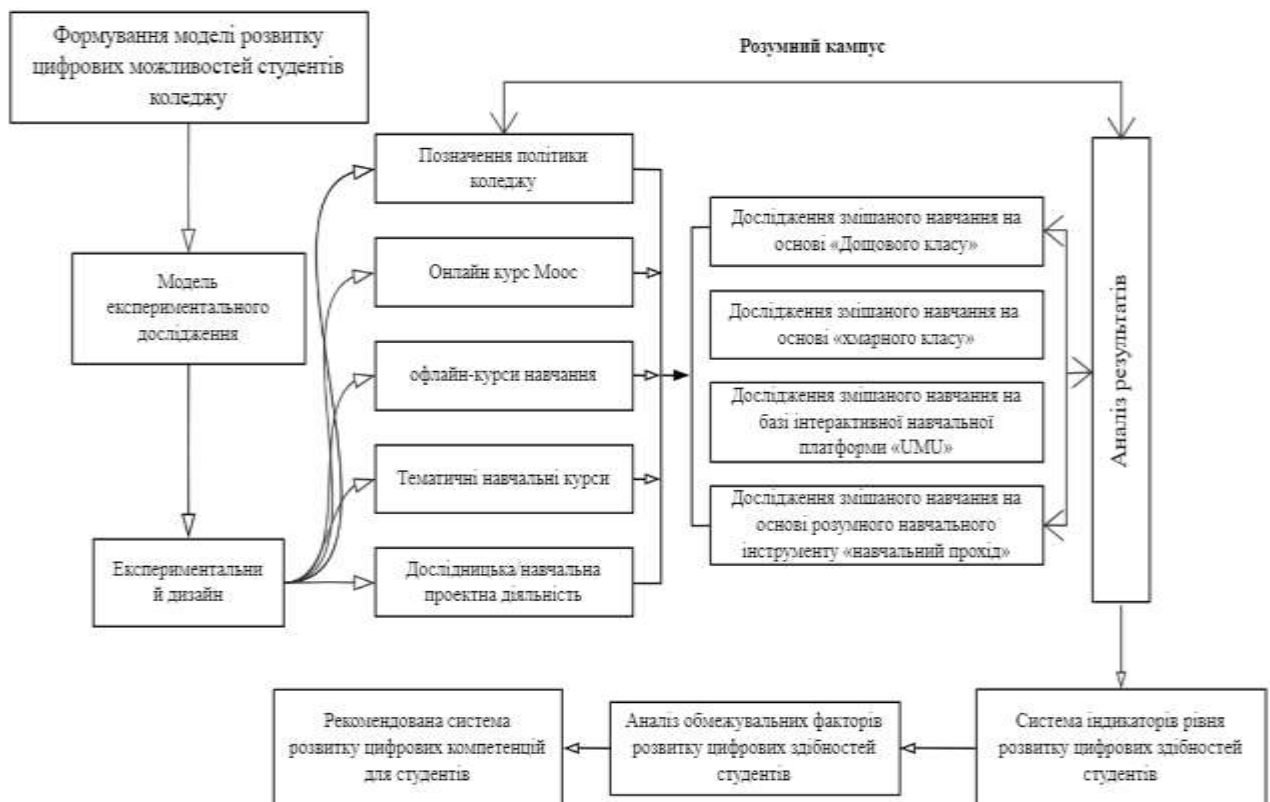 Формування моделі розвитку
цифрових можливостей студентів
коледжу
Розумний кампус
Позначення політики
коледжу
Дослідження змішаного навчання на
основі «Дощового класу»
Модель
експериментального
дослідження
Онлайн курс Моос
Дослідження змішаного навчання на
основі «хмарного класу»
офлайн-курси навчання
Дослідження змішаного навчання на
базі інтерактивної навчальної
платформи «UMU»
Тематичні навчальні курси
Дослідження змішаного навчання на
основі розумного навчального
інструменту «навчальний прохід»
Експериментальни
й дизайн
Дослідницька/навчальна
проектна діяльність
Аналіз результатів
Рекомендована система
розвитку цифрових компетенцій
для студентів
Аналіз обмежувальних факторів
розвитку цифрових здібностей
студентів
Система індикаторів рівня
розвитку цифрових здібностей
студентів